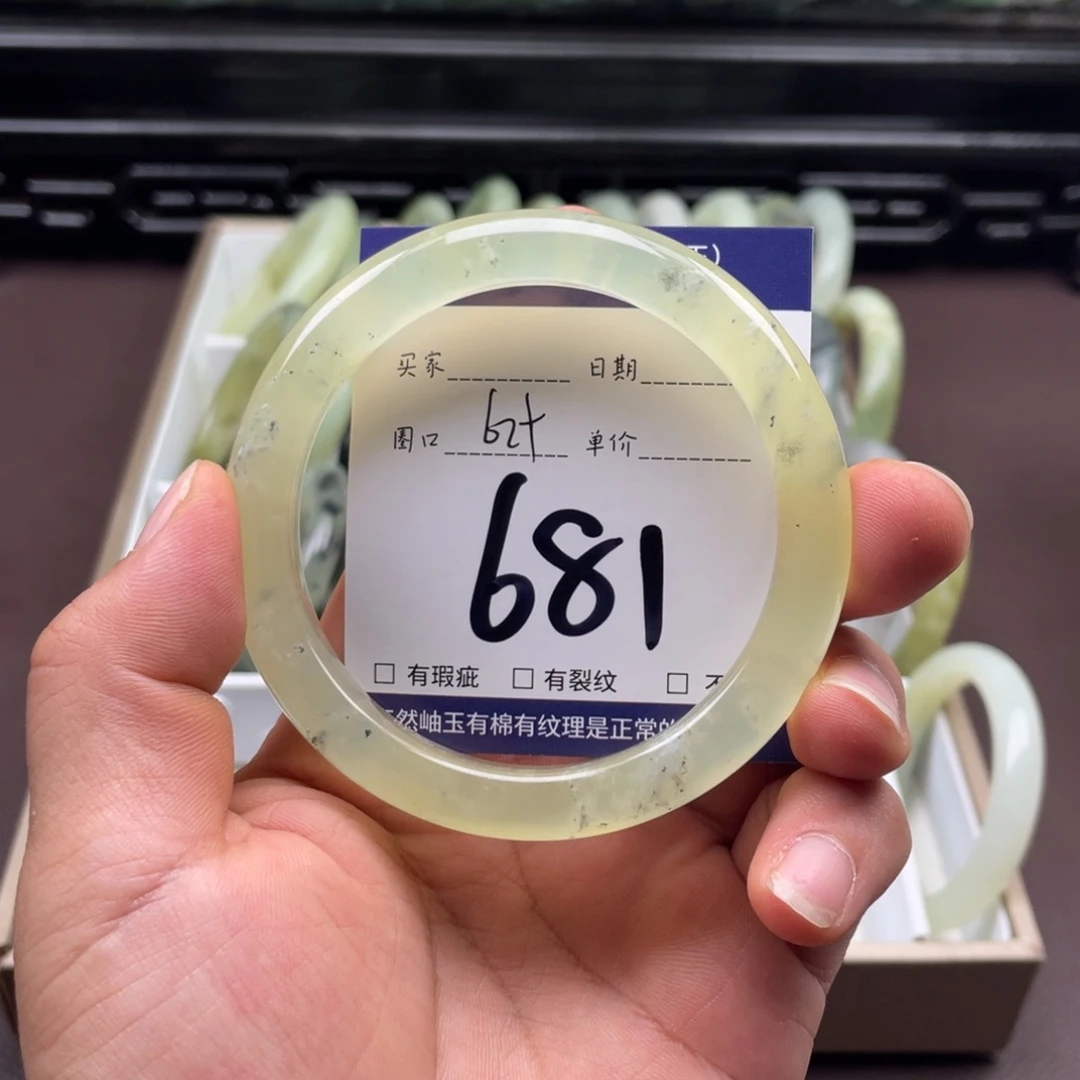 买家 日期
圈口 62+ 单价
681
□ 有瑕疵 □ 有裂纹 □ 不
然岫玉有棉有纹理是正常的